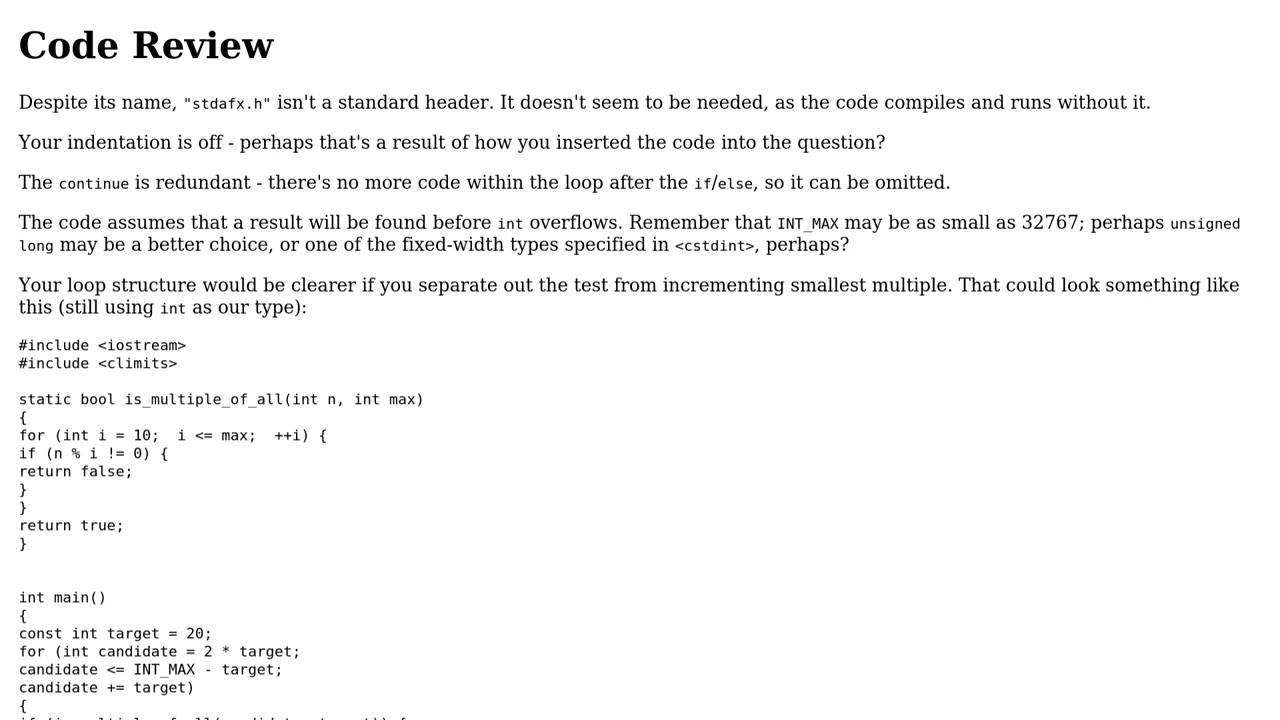 Code Review
Despite its name, "stdafx.h" isn't a standard header. It doesn't seem to be needed, as the code compiles and runs without it.
Your indentation is off - perhaps that's a result of how you inserted the code into the question?
The continue is redundant - there's no more code within the loop after the if/else, so it can be omitted.
The code assumes that a result will be found before int overflows. Remember that INT_MAX may be as small as 32767; perhaps unsigned
long may be a better choice, or one of the fixed-width types specified in <cstdint>, perhaps?
Your loop structure would be clearer if you separate out the test from incrementing smallest multiple. That could look something like
this (still using int as our type):
#include <iostream>
#include <climits>
static bool is_multiple_of_all(int n, int max)
{
for (int i = 10;  i <= max;  ++i) {
if (n % i != 0) {
return false;
}
}
return true;
}
int main()
{
const int target = 20;
for (int candidate = 2 * target;
candidate <= INT_MAX - target;
candidate += target)
{